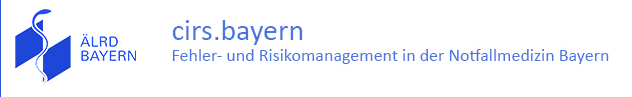 ÄLRD
BAYERN
cirs.bayern
Fehler- und Risikomanagement in der Notfallmedizin Bayern